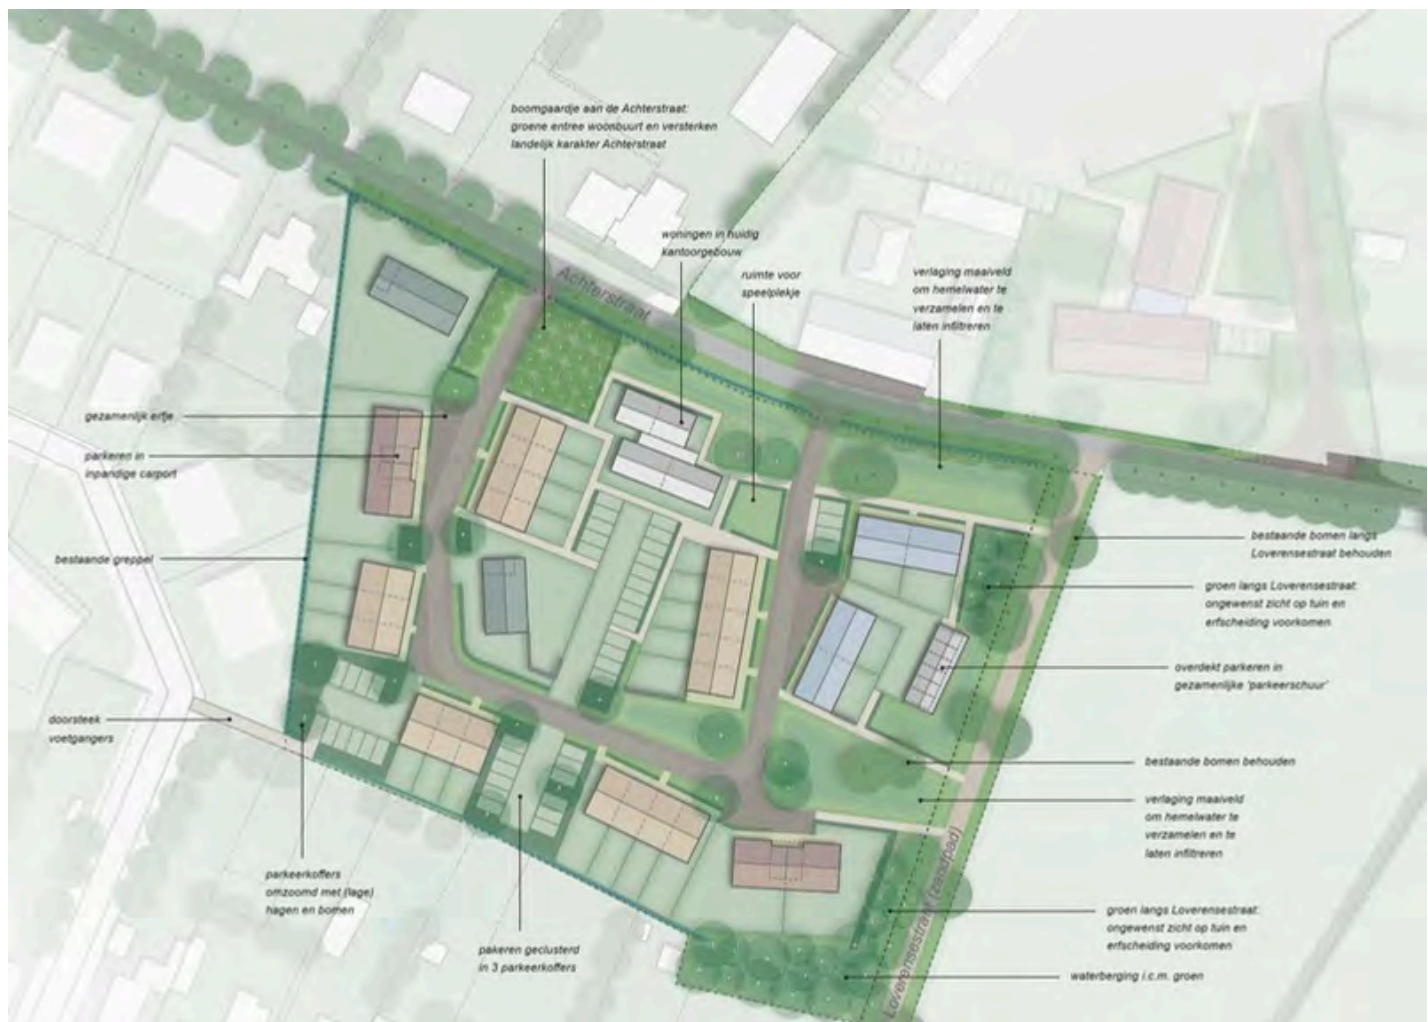 boomgaardje aan de Achterstraat:
groene entree woonbuurt en versterken
landelijk karakter Achterstraat
woningen in huidig
kantoorgebouw
ruimte voor
speelplekje
verlaging maaiveld
om hemelwater te
verzamelen en te
laten infiltreren
Achterstraat
gezamenlijk erfje
parkeren in
inpandige carport
bestaande greppel
doorsteek
voetgangers
parkeerkoffers
omzoomd met (lage)
hagen en bomen
pakeren geclusterd
in 3 parkeerkoffers
bestaande bomen langs
Loverensestraat behouden
groen langs Loverensestraat:
ongewenst zicht op tuin en
erfscheiding voorkomen
overdekt parkeren in
gezamenlijke 'parkeerschuur'
bestaande bomen behouden
verlaging maaiveld
om hemelwater te
verzamelen en te
laten infiltreren
groen langs Loverensestraat:
ongewenst zicht op tuin en
erfscheiding voorkomen
waterberging i.c.m. groen
Loverensestraat (zandpad)